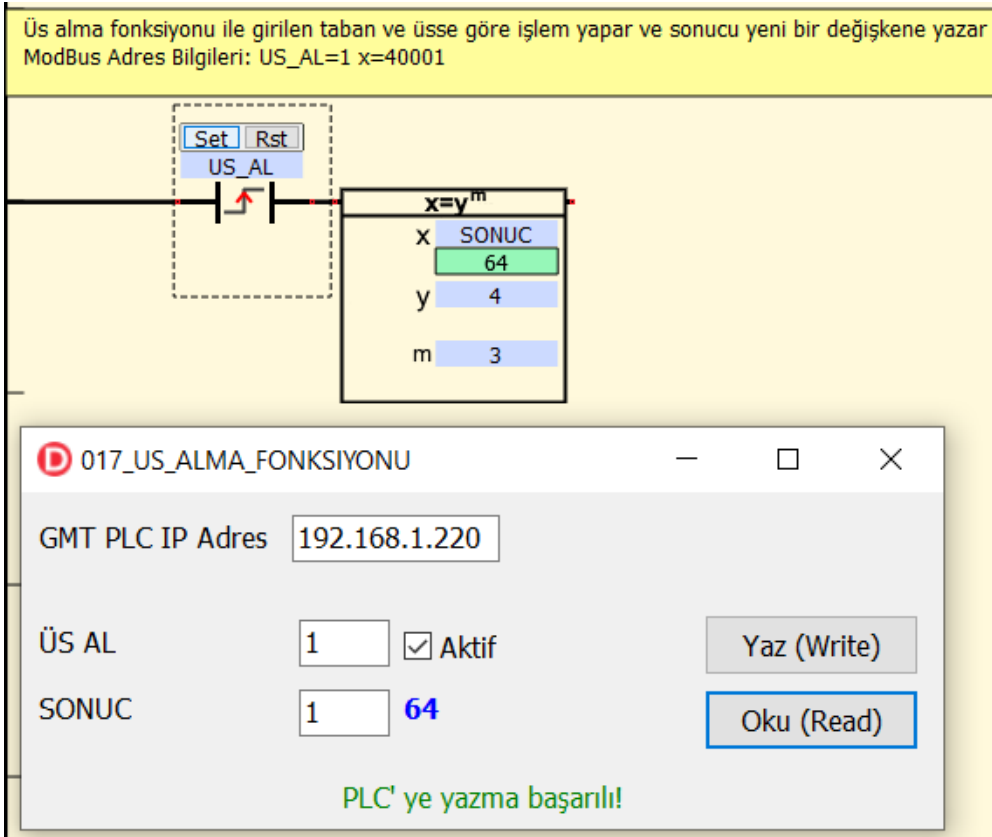 Üs alma fonksiyonu ile girilen taban ve üsse göre işlem yapar ve sonucu yeni bir değişkene yazar
ModBus Adres Bilgileri: US_AL=1 x=40001
Set Rst
US_AL
x=y^m
x SONUC
64
y 4
m 3
017_US_ALMA_FONKSIYONU
GMT PLC IP Adres 192.168.1.220
ÜS AL 1 Aktif Yaz (Write)
SONUC 1 64 Oku (Read)
PLC' ye yazma başarılı!